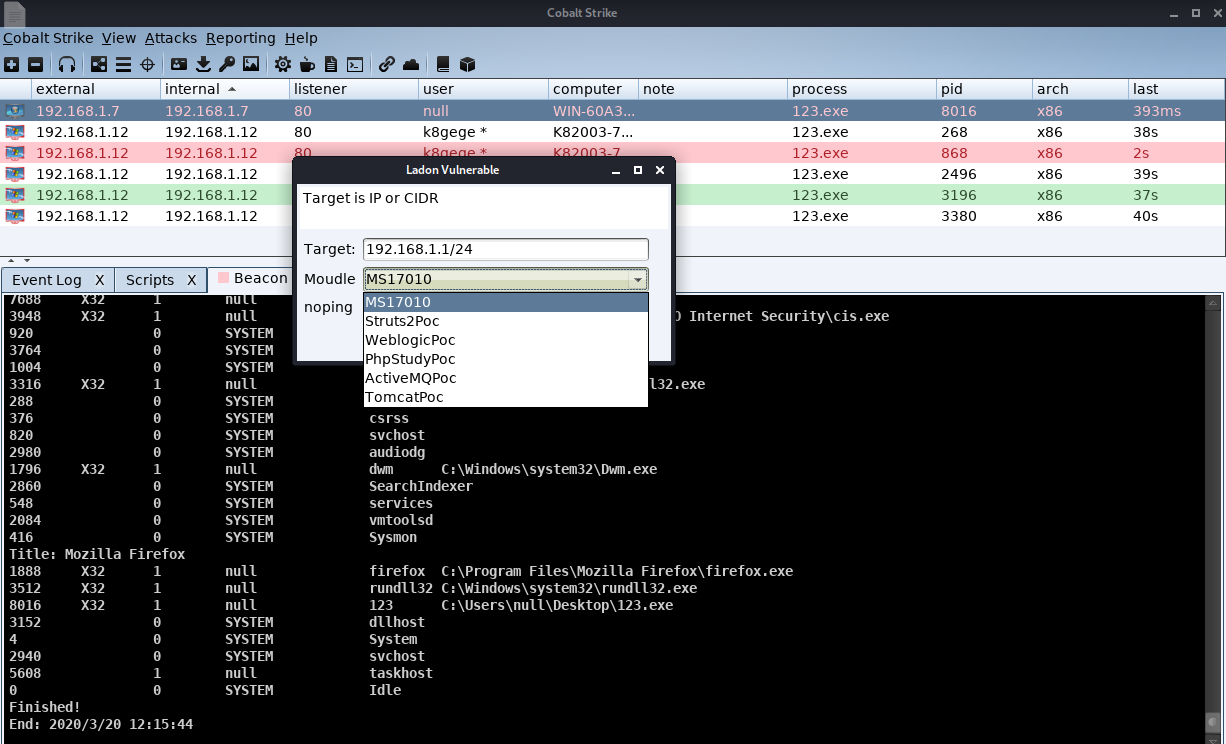 Cobalt Strike
Cobalt Strike View Attacks Reporting Help
external internal listener user computer note process pid arch last
192.168.1.7 192.168.1.7 80 null WIN-60A3... 123.exe 8016 x86 393ms
192.168.1.12 192.168.1.12 80 k8gege * K82003-7... 123.exe 268 x86 38s
192.168.1.12 192.168.1.12 80 k8gege * K82003-7 123.exe 868 x86 2s
192.168.1.12 192.168.1.12 123.exe 2496 x86 39s
192.168.1.12 192.168.1.12 123.exe 3196 x86 37s
192.168.1.12 192.168.1.12 123.exe 3380 x86 40s
Ladon Vulnerable
Target is IP or CIDR
Target: 192.168.1.1/24
Moudle MS17010
noping
MS17010
Struts2Poc
WeblogicPoc
PhpStudyPoc
ActiveMQPoc
TomcatPoc
Event Log X Scripts X Beacon
7688 X32 1 null
3948 X32 1 null O Internet Security\cis.exe
920 0 SYSTEM
3764 0 SYSTEM
1004 0 SYSTEM
3316 X32 1 null l32.exe
288 0 SYSTEM
376 0 SYSTEM csrss
820 0 SYSTEM svchost
2980 0 SYSTEM audiodg
1796 X32 1 null dwm C:\Windows\system32\Dwm.exe
2860 0 SYSTEM SearchIndexer
548 0 SYSTEM services
2084 0 SYSTEM vmtoolsd
416 0 SYSTEM Sysmon
Title: Mozilla Firefox
1888 X32 1 null firefox C:\Program Files\Mozilla Firefox\firefox.exe
3512 X32 1 null rundll32 C:\Windows\system32\rundll32.exe
8016 X32 1 null 123 C:\Users\null\Desktop\123.exe
3152 0 SYSTEM dllhost
4 0 SYSTEM System
2940 0 SYSTEM svchost
5608 1 null taskhost
0 0 SYSTEM Idle
Finished!
End: 2020/3/20 12:15:44